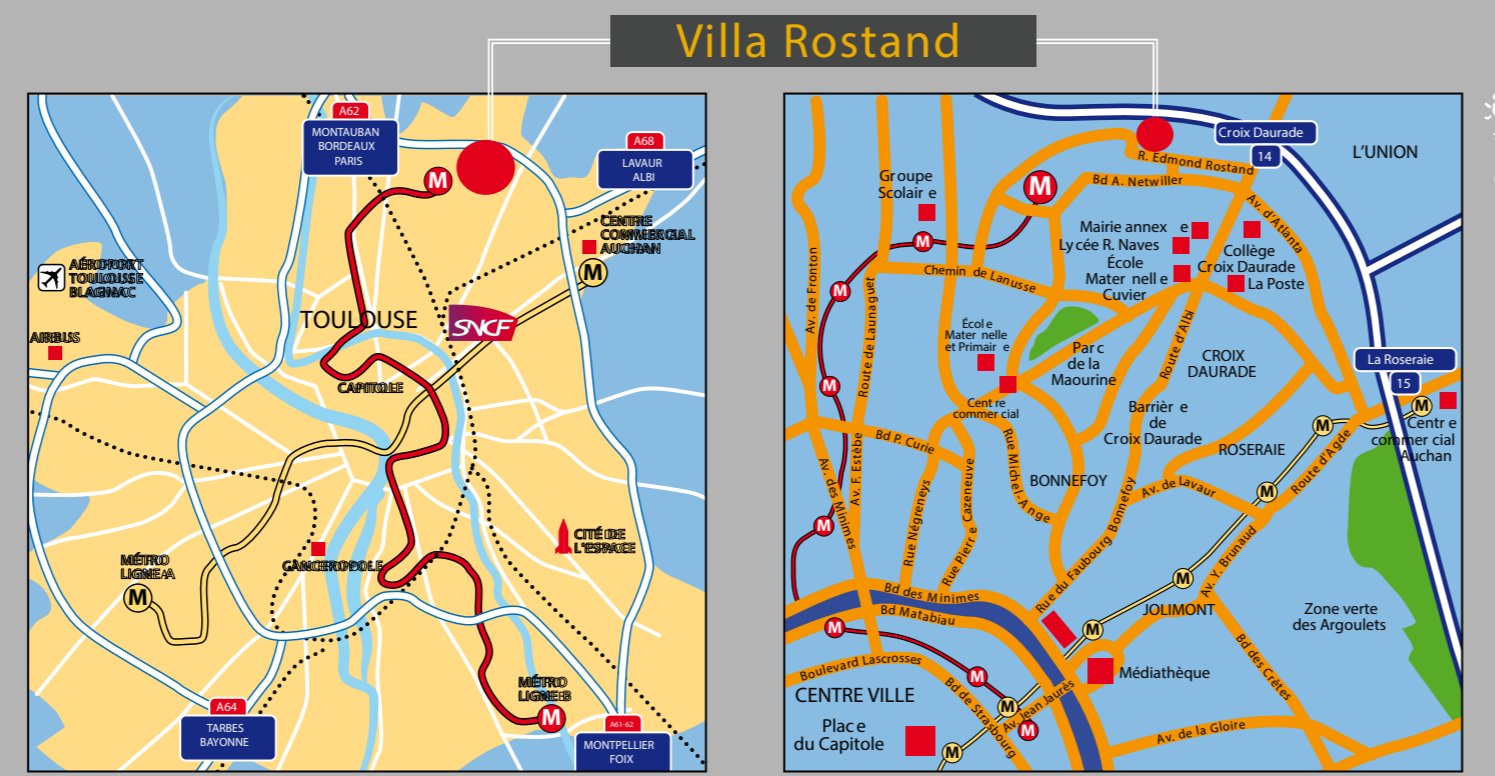 Villa Rostand
A62
MONTAUBAN
BORDEAUX
PARIS
A68
LAVAUR
ALBI
M
CENTRE
COMMERCIAL
AUCHAN
M
AÉROPORT
TOULOUSE
BLAGNAC
TOULOUSE
SNCF
AIRBUS
CAPITOLE
CITÉ DE
L'ESPACE
MÉTRO
LIGNE A
M
CANCEROPOLE
MÉTRO
LIGNE B
M
A64
TARBES
BAYONNE
A61-62
MONTPELLIER
FOIX
Croix Daurade
14
L'UNION
R. Edmond Rostand
Bd A. Netwiller
Groupe
Scolair e
M
Av. d'Atlanta
Mairie annex e
Lycée R. Naves
École
Mater nell e
Cuvier
Collège
Croix Daurade
La Poste
M
Av. de Fronton
Chemin de Lanusse
M
Route de Launaguet
École
Mater nelle
et Primair e
Parc
de la
Maourine
Route d'Albi
CROIX
DAURADE
La Roseraie
15
M
Cent re
commer cial
Barrièr e
de
Croix Daurade
M
M
Centr e
commer cial
Auchan
Bd P. Curie
Av. F. Estèbe
Av. des Minimes
Rue Michel-Ange
ROSERAIE
Route d'Agde
BONNEFOY
Av. de Lavaur
M
M
Rue Négreneys
Rue Pierr e Cazeneuve
Rue du Faubourg Bonnefoy
Av. Y. Brunaud
M
Bd des Minimes
Bd Matabiau
JOLIMONT
Zone verte
des Argoulets
M
M
Boulevard Lascrosses
M
Médiathèque
Bd des Crêtes
CENTRE VILLE
Bd de Strasbourg
M
Av. Jean Jaurès
M
Plac e
du Capitole
M
Av. de la Gloire